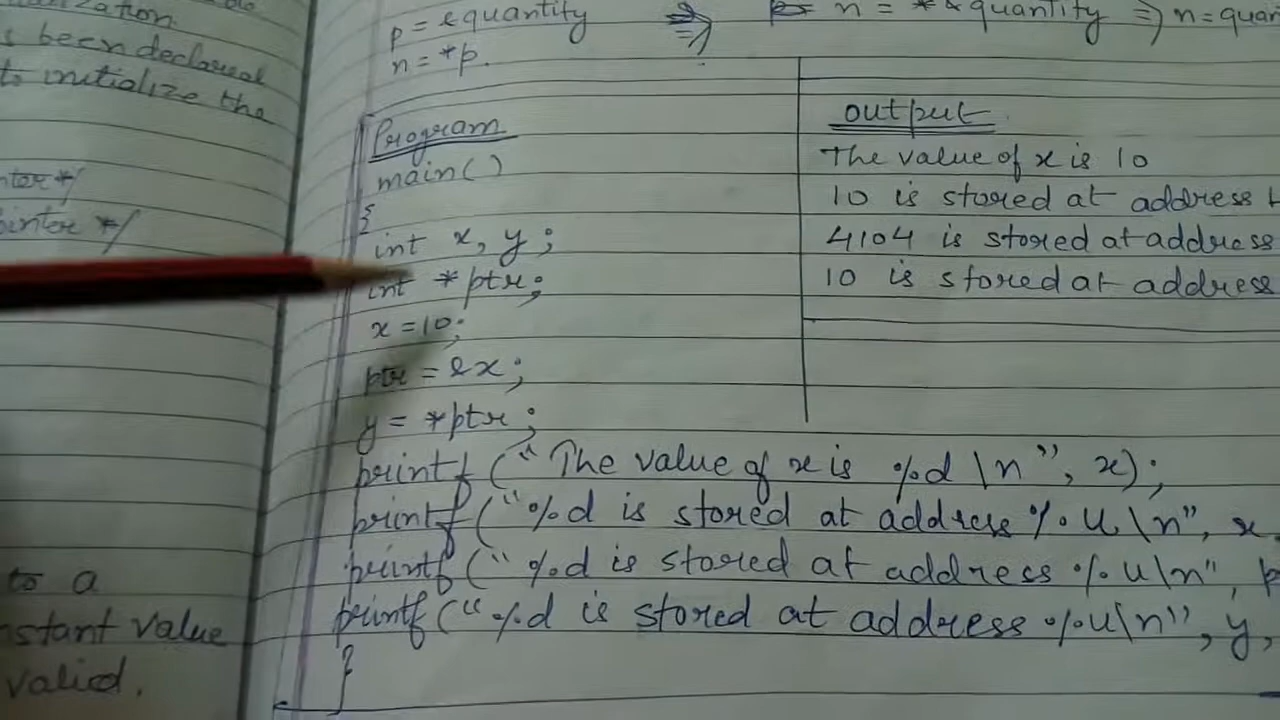 s been declared
to initialize the
to a
valid.
p = &quantity
n = *p.
n = *&quantity => n = quan
Program
main()
{
int x, y;
int *ptr;
x = 10;
ptr = &x;
y = *ptr;
printf("The value of x is %d \n", x);
printf("%d is stored at address %u \n", x
printf("%d is stored at address %u\n", p
printf("%d is stored at address %u\n", y,
}
output
The value of x is 10
10 is stored at address
4104 is stored at address
10 is stored at address